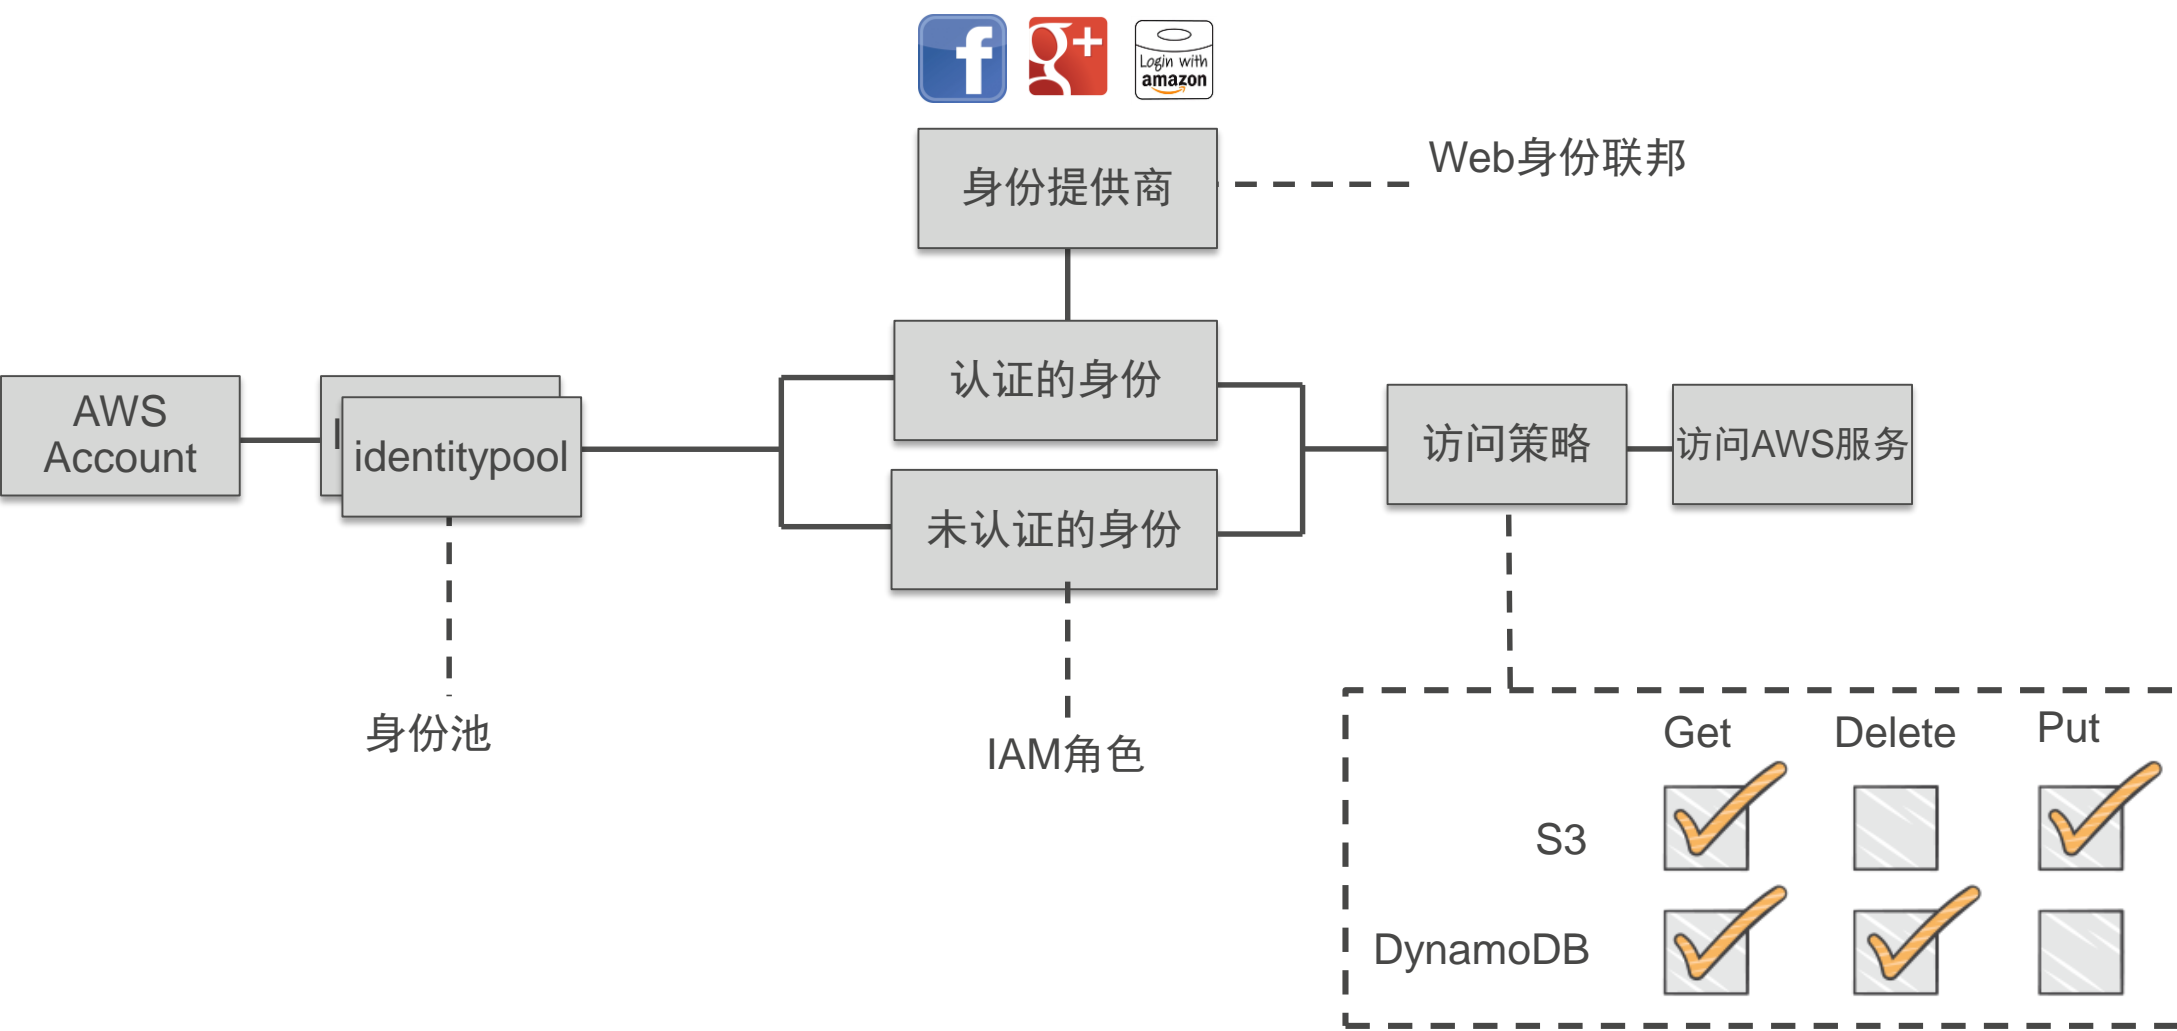 f
g+
Login with
amazon
身份提供商
Web身份联邦
认证的身份
AWS
Account
I
identitypool
访问策略
访问AWS服务
未认证的身份
身份池
IAM角色
Get
Delete
Put
S3
DynamoDB